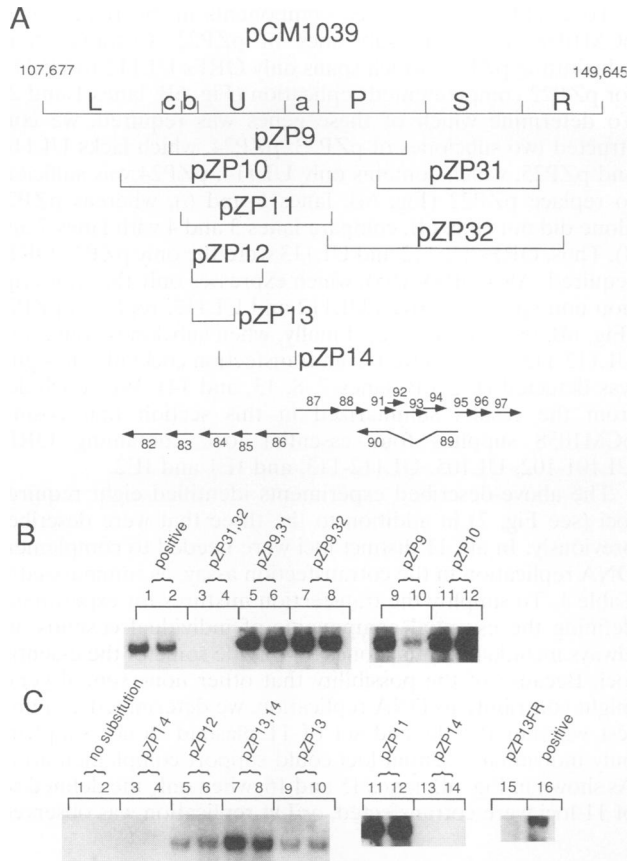 A
pCM1039
107,677 149,645
L c b U a P S R
pZP9
pZP10 pZP31
pZP11
pZP12 pZP32
pZP13
pZP14
87 88 91 92 93 94 95 96 97
82 83 84 85 86 90 89
B
positive pZP31,32 pZP9,31 pZP9,32 pZP9 pZP10
1 2 3 4 5 6 7 8 9 10 11 12
C
no substitution pZP14 pZP12 pZP13,14 pZP13 pZP11 pZP14 pZP13FR positive
1 2 3 4 5 6 7 8 9 10 11 12 13 14 15 16